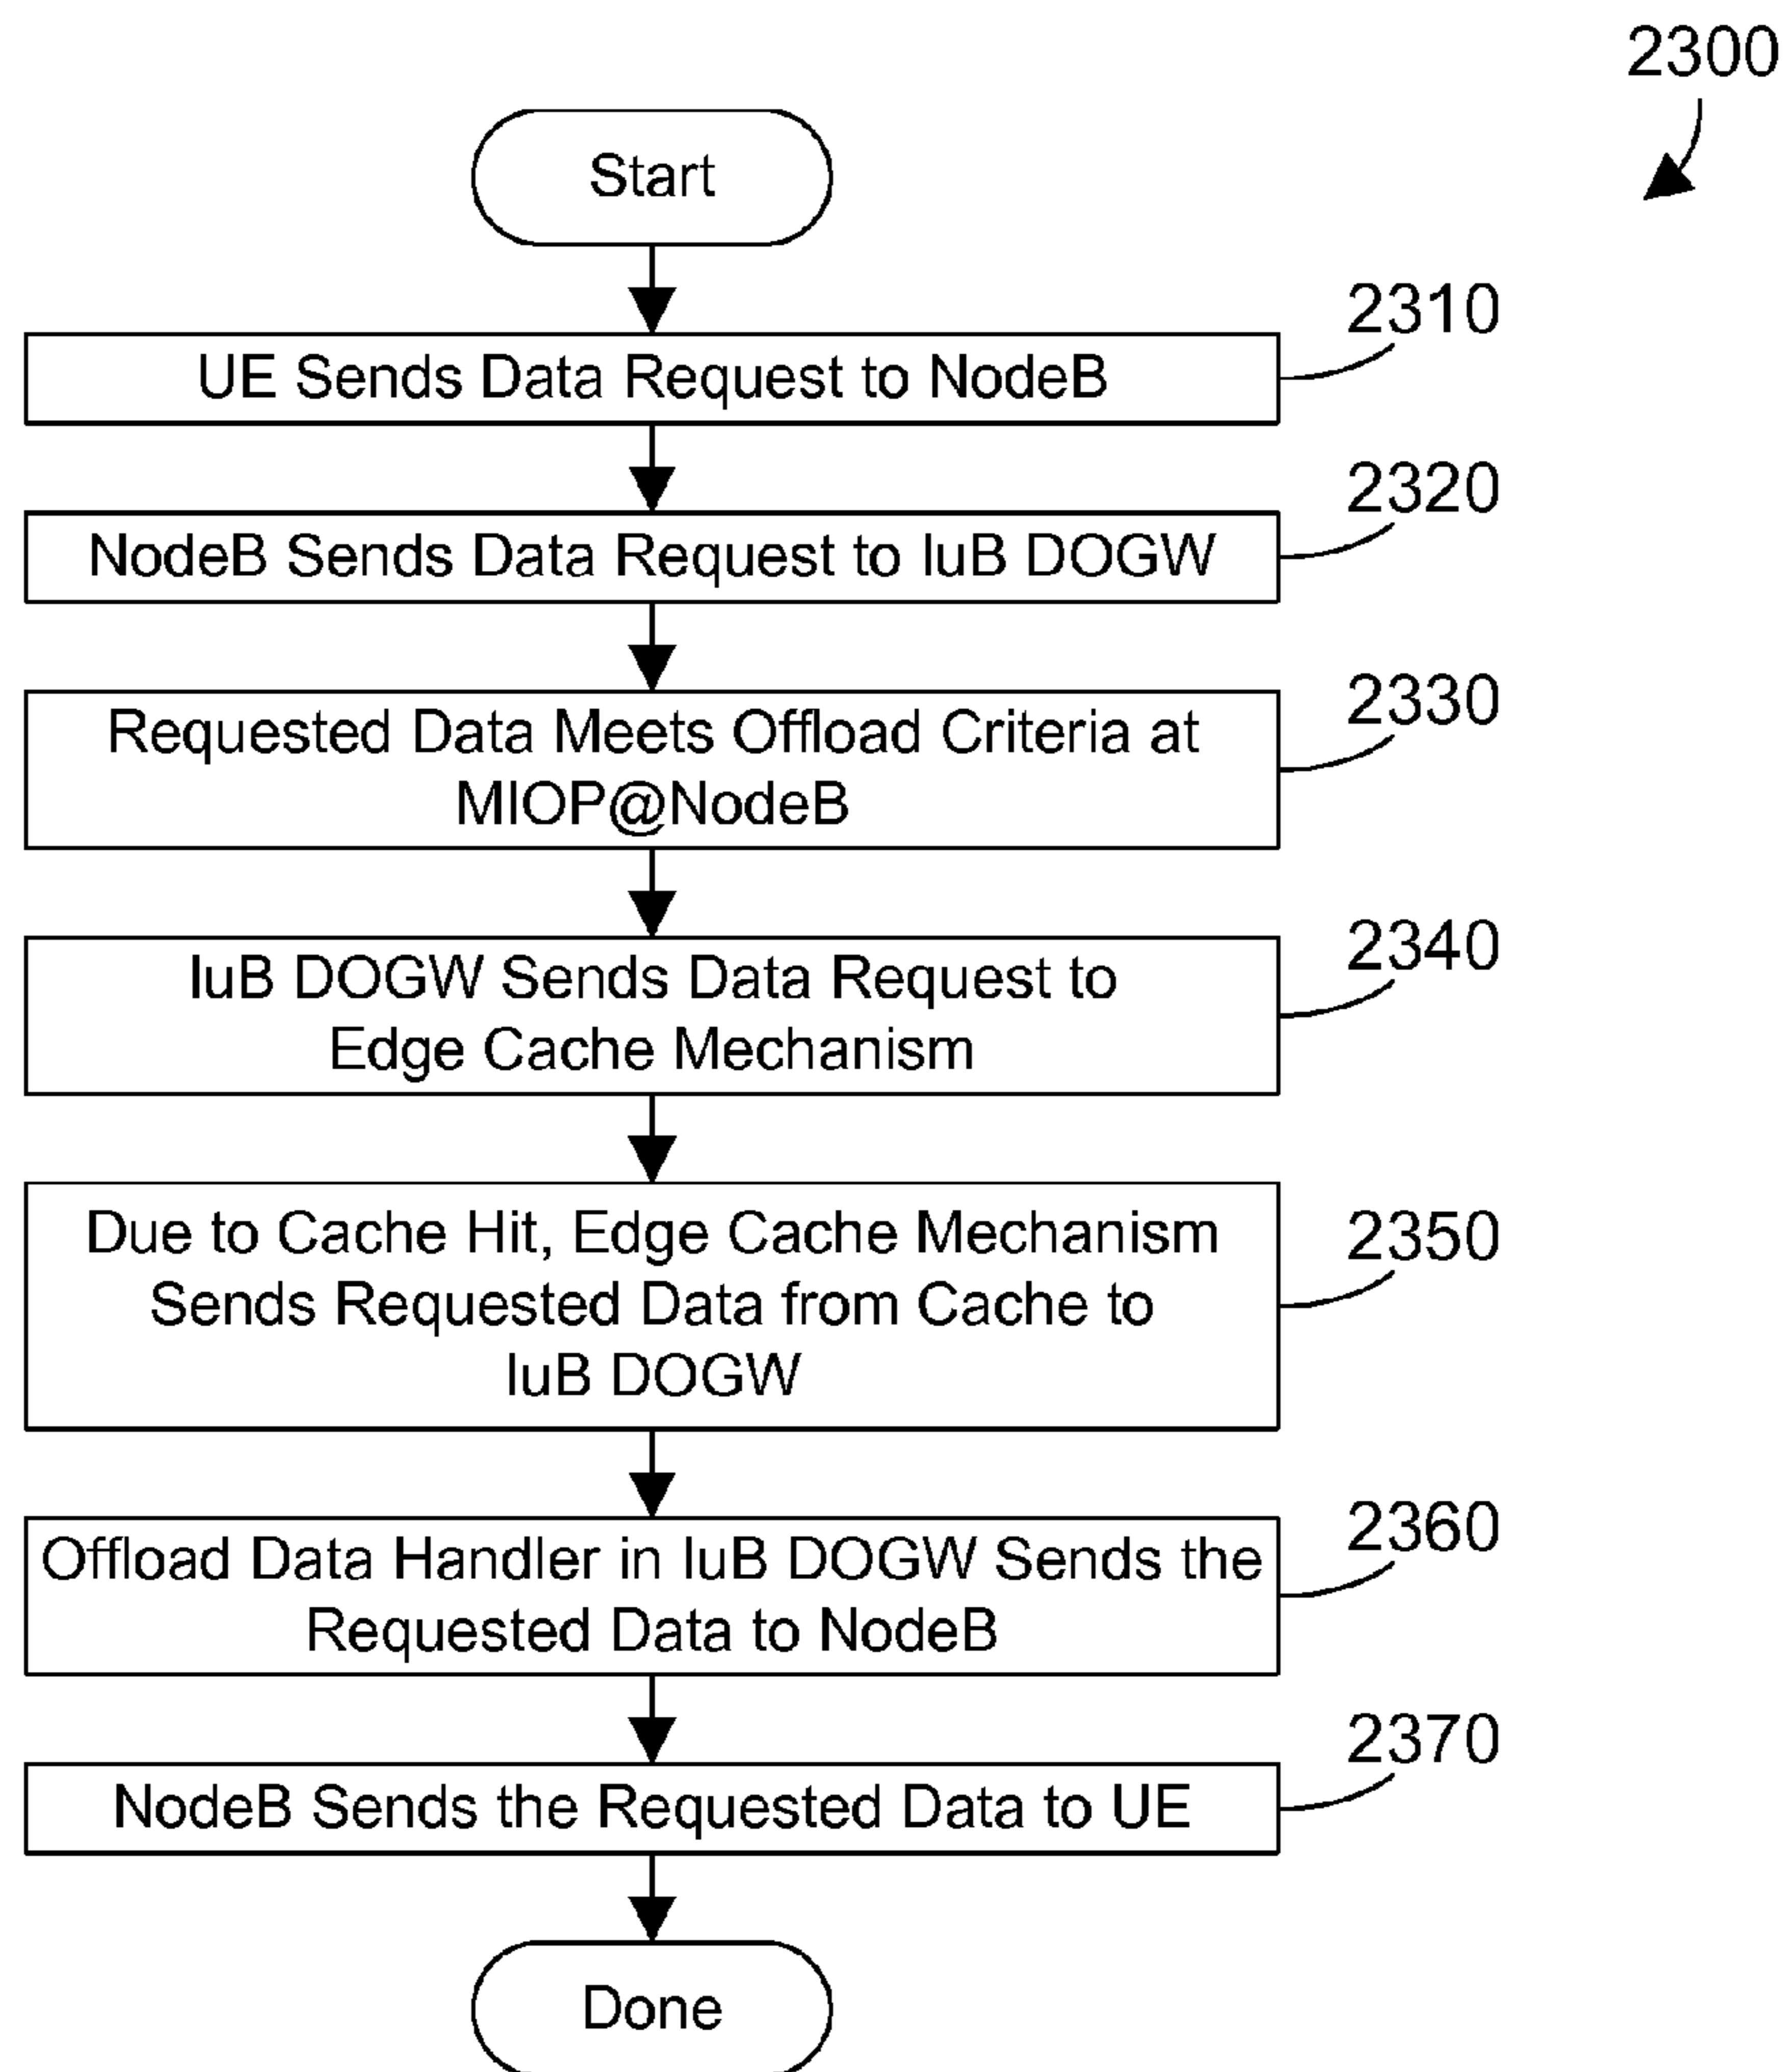 2300
Start
2310
UE Sends Data Request to NodeB
2320
NodeB Sends Data Request to IuB DOGW
2330
Requested Data Meets Offload Criteria at
MIOP@NodeB
2340
IuB DOGW Sends Data Request to
Edge Cache Mechanism
2350
Due to Cache Hit, Edge Cache Mechanism
Sends Requested Data from Cache to
IuB DOGW
2360
Offload Data Handler in IuB DOGW Sends the
Requested Data to NodeB
2370
NodeB Sends the Requested Data to UE
Done